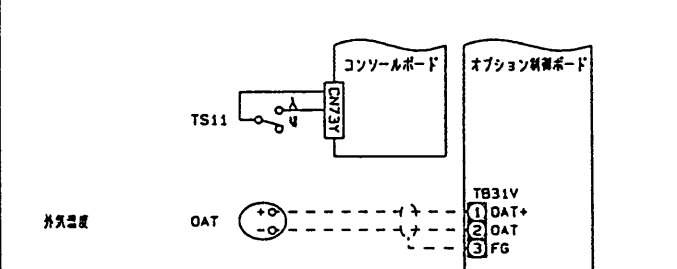 コンソールボード
オプション制御ボード
CN73Y
TS11
TB31V
外気温度
OAT
+
-
1 OAT+
2 OAT
3 FG